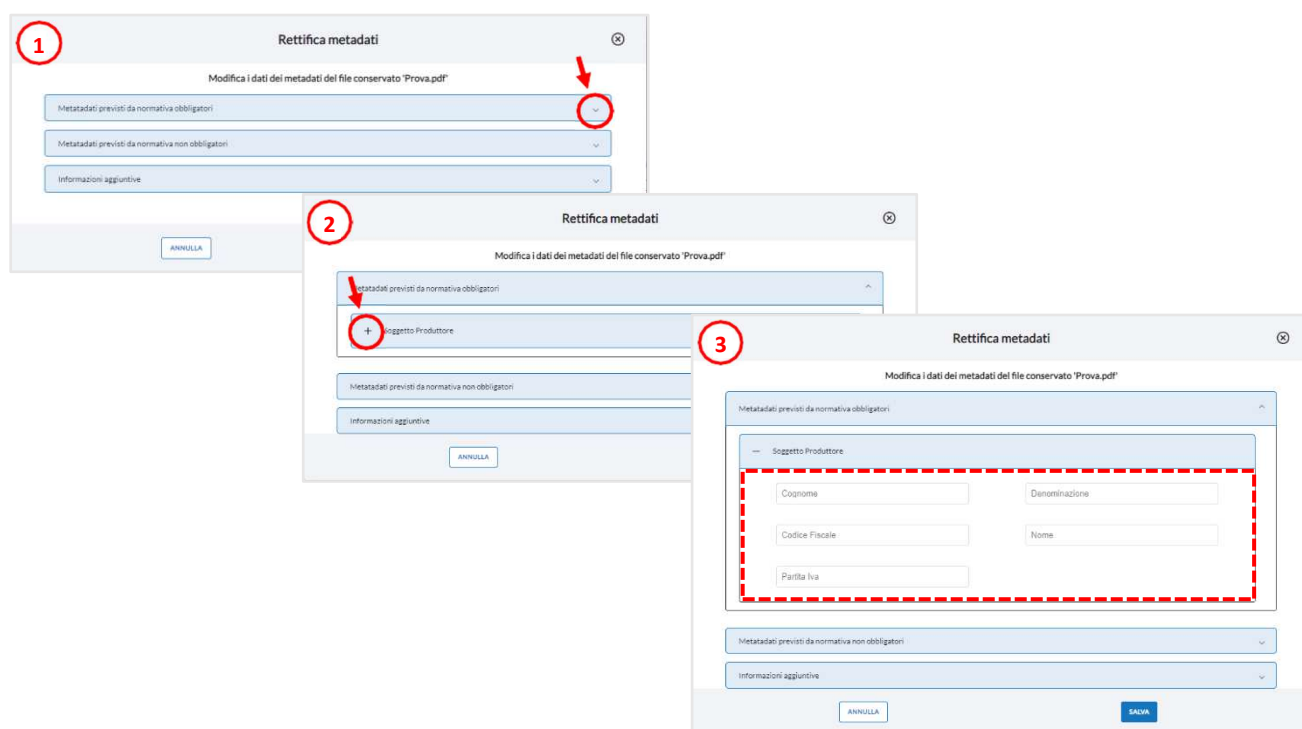 1
Rettifica metadati
Modifica i dati dei metadati del file conservato 'Prova.pdf'
Metatadati previsti da normativa obbligatori
Metatadati previsti da normativa non obbligatori
Informazioni aggiuntive
ANNULLA
2
Rettifica metadati
Modifica i dati dei metadati del file conservato 'Prova.pdf'
Metatadati previsti da normativa obbligatori
+ Soggetto Produttore
Metatadati previsti da normativa non obbligatori
Informazioni aggiuntive
ANNULLA
3
Rettifica metadati
Modifica i dati dei metadati del file conservato 'Prova.pdf'
Metatadati previsti da normativa obbligatori
— Soggetto Produttore
Cognome Denominazione
Codice Fiscale Nome
Partita Iva
Metatadati previsti da normativa non obbligatori
Informazioni aggiuntive
ANNULLA SALVA